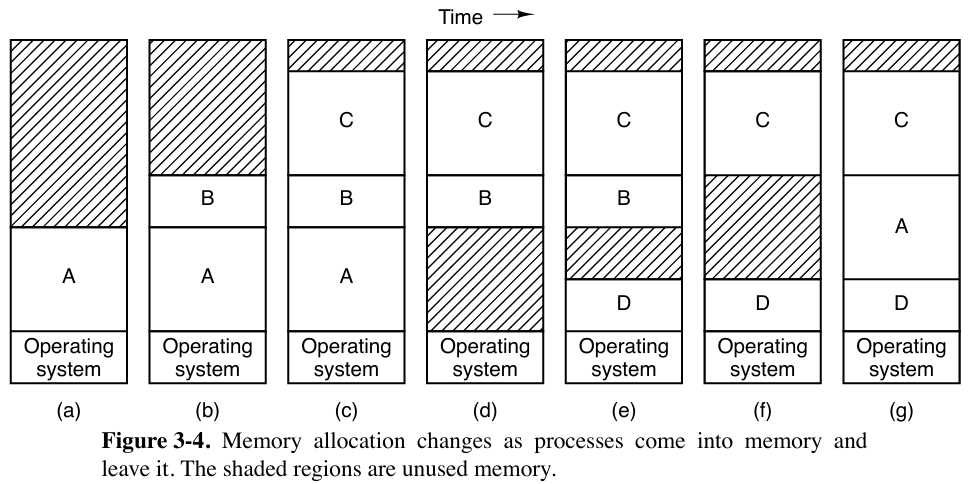 Time
C
C
C
C
C
B
B
B
B
A
A
A
A
D
D
D
Operating
system
Operating
system
Operating
system
Operating
system
Operating
system
Operating
system
Operating
system
(a)
(b)
(c)
(d)
(e)
(f)
(g)
Figure 3-4. Memory allocation changes as processes come into memory and
leave it. The shaded regions are unused memory.